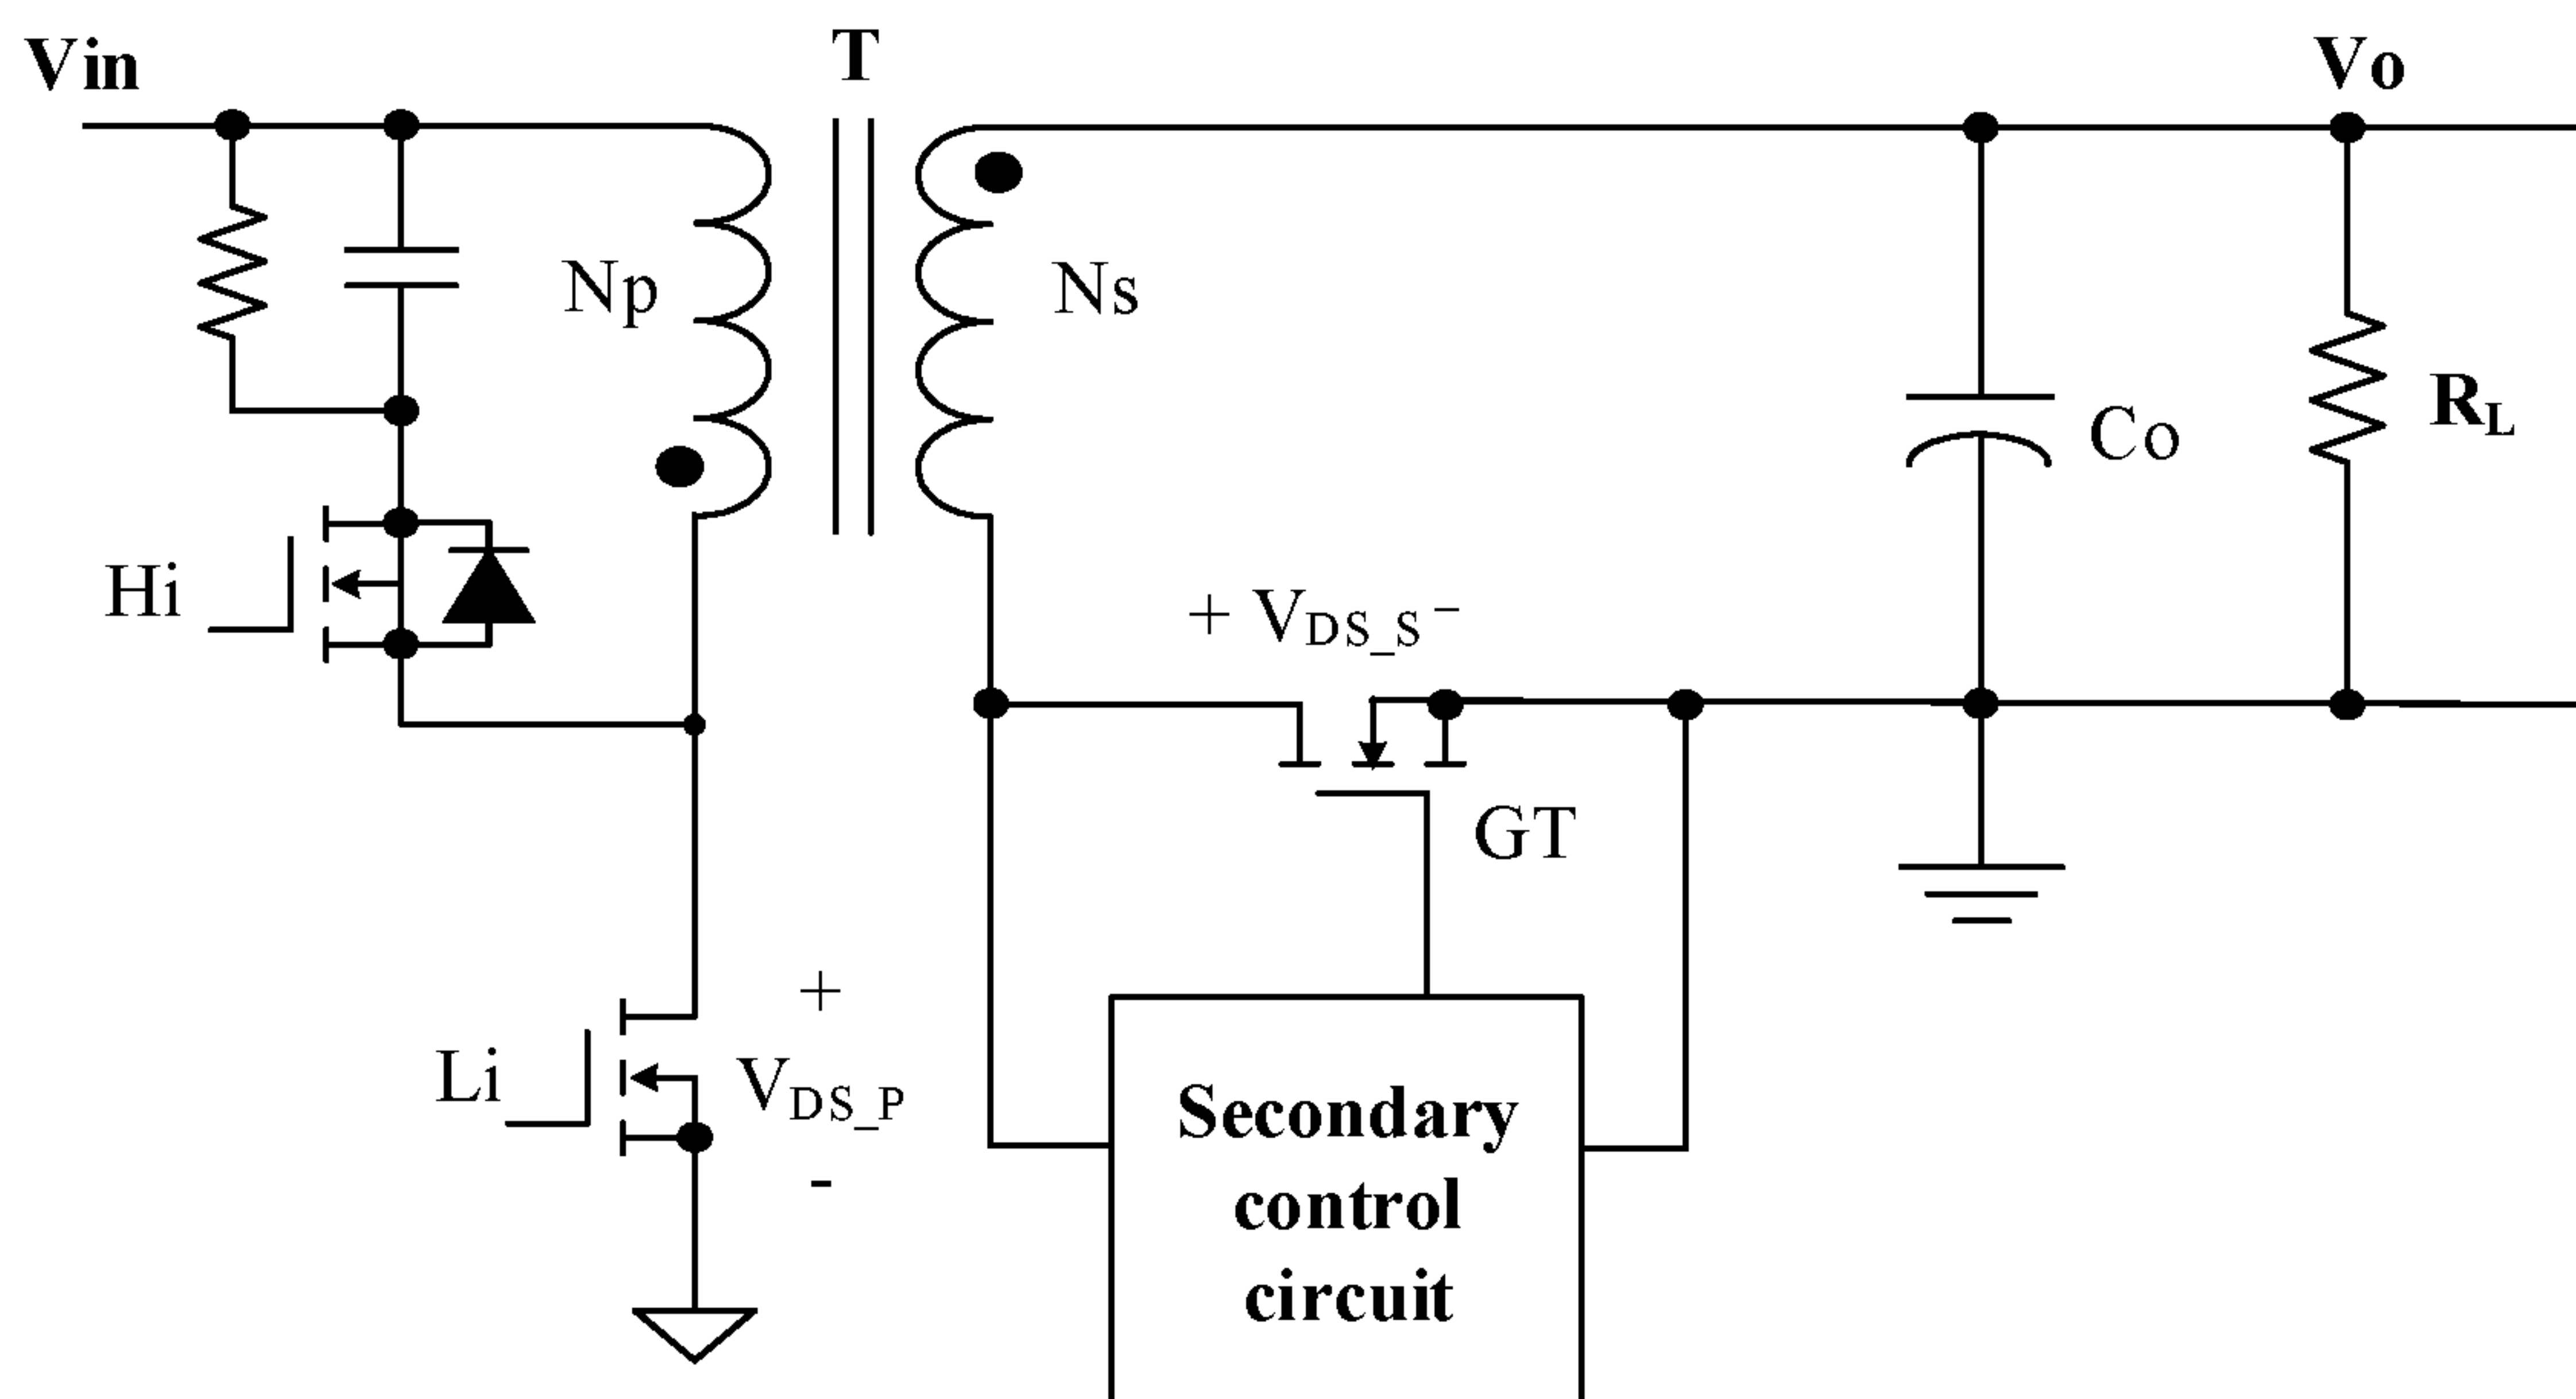 Vin
T
Vo
Np
Ns
RL
Co
Hi
+ VDS_S -
GT
+
Li
VDS_P
-
Secondary
control
circuit